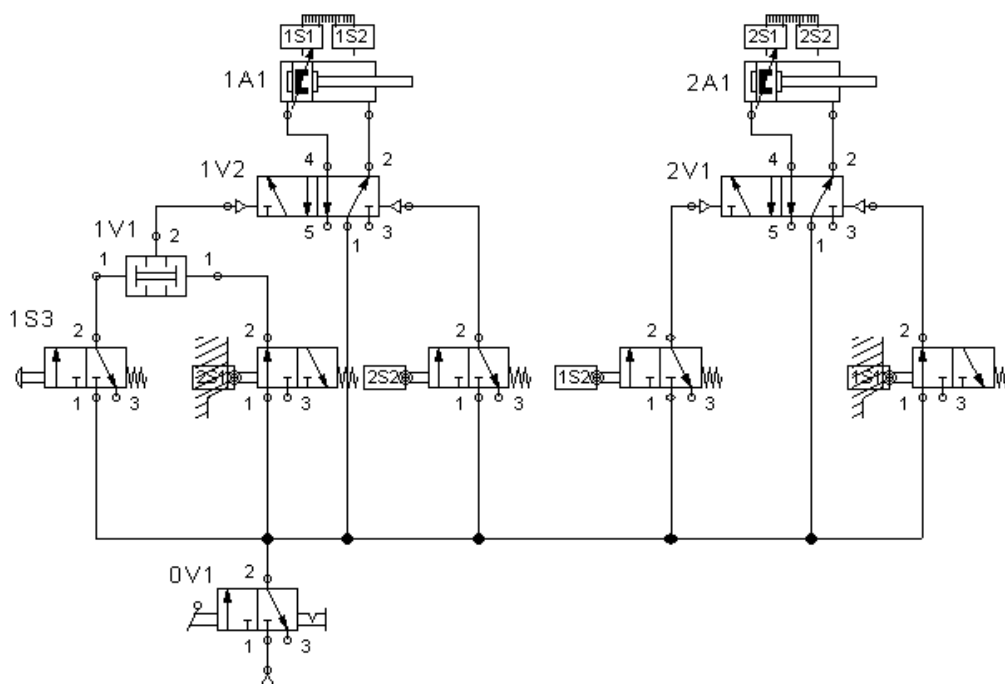 1S1 1S2 2S1 2S2
1A1 2A1
4 2 4 2
1V2 2V1
5 1 3 5 1 3
1V1 2
1 1
1S3 2 2 2 2 2
2S1 2S2 1S2 1S1
1 3 1 3 1 3 1 3 1 3
0V1 2
1 3